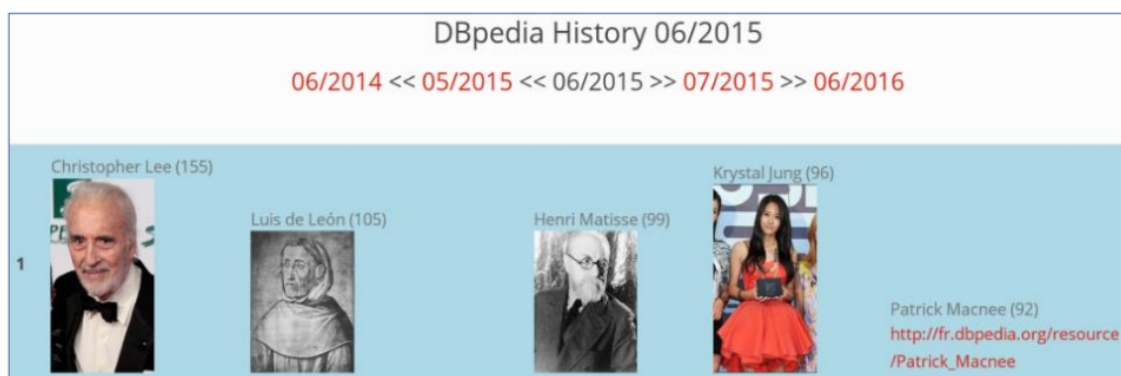 DBpedia History 06/2015
06/2014 << 05/2015 << 06/2015 >> 07/2015 >> 06/2016
1
Christopher Lee (155)
Luis de León (105)
Henri Matisse (99)
Krystal Jung (96)
Patrick Macnee (92)
http://fr.dbpedia.org/resource
/Patrick_Macnee